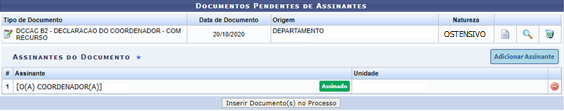 DOCUMENTOS PENDENTES DE ASSINANTES
Tipo de Documento Data de Documento Origem Natureza
DCCAC B2 - DECLARACAO DO COORDENADOR - COM RECURSO 20/10/2020 DEPARTAMENTO OSTENSIVO
ASSINANTES DO DOCUMENTO Adicionar Assinante
# Assinante Unidade
1 [O(A) COORDENADOR(A)] Assinado
Inserir Documento(s) no Processo